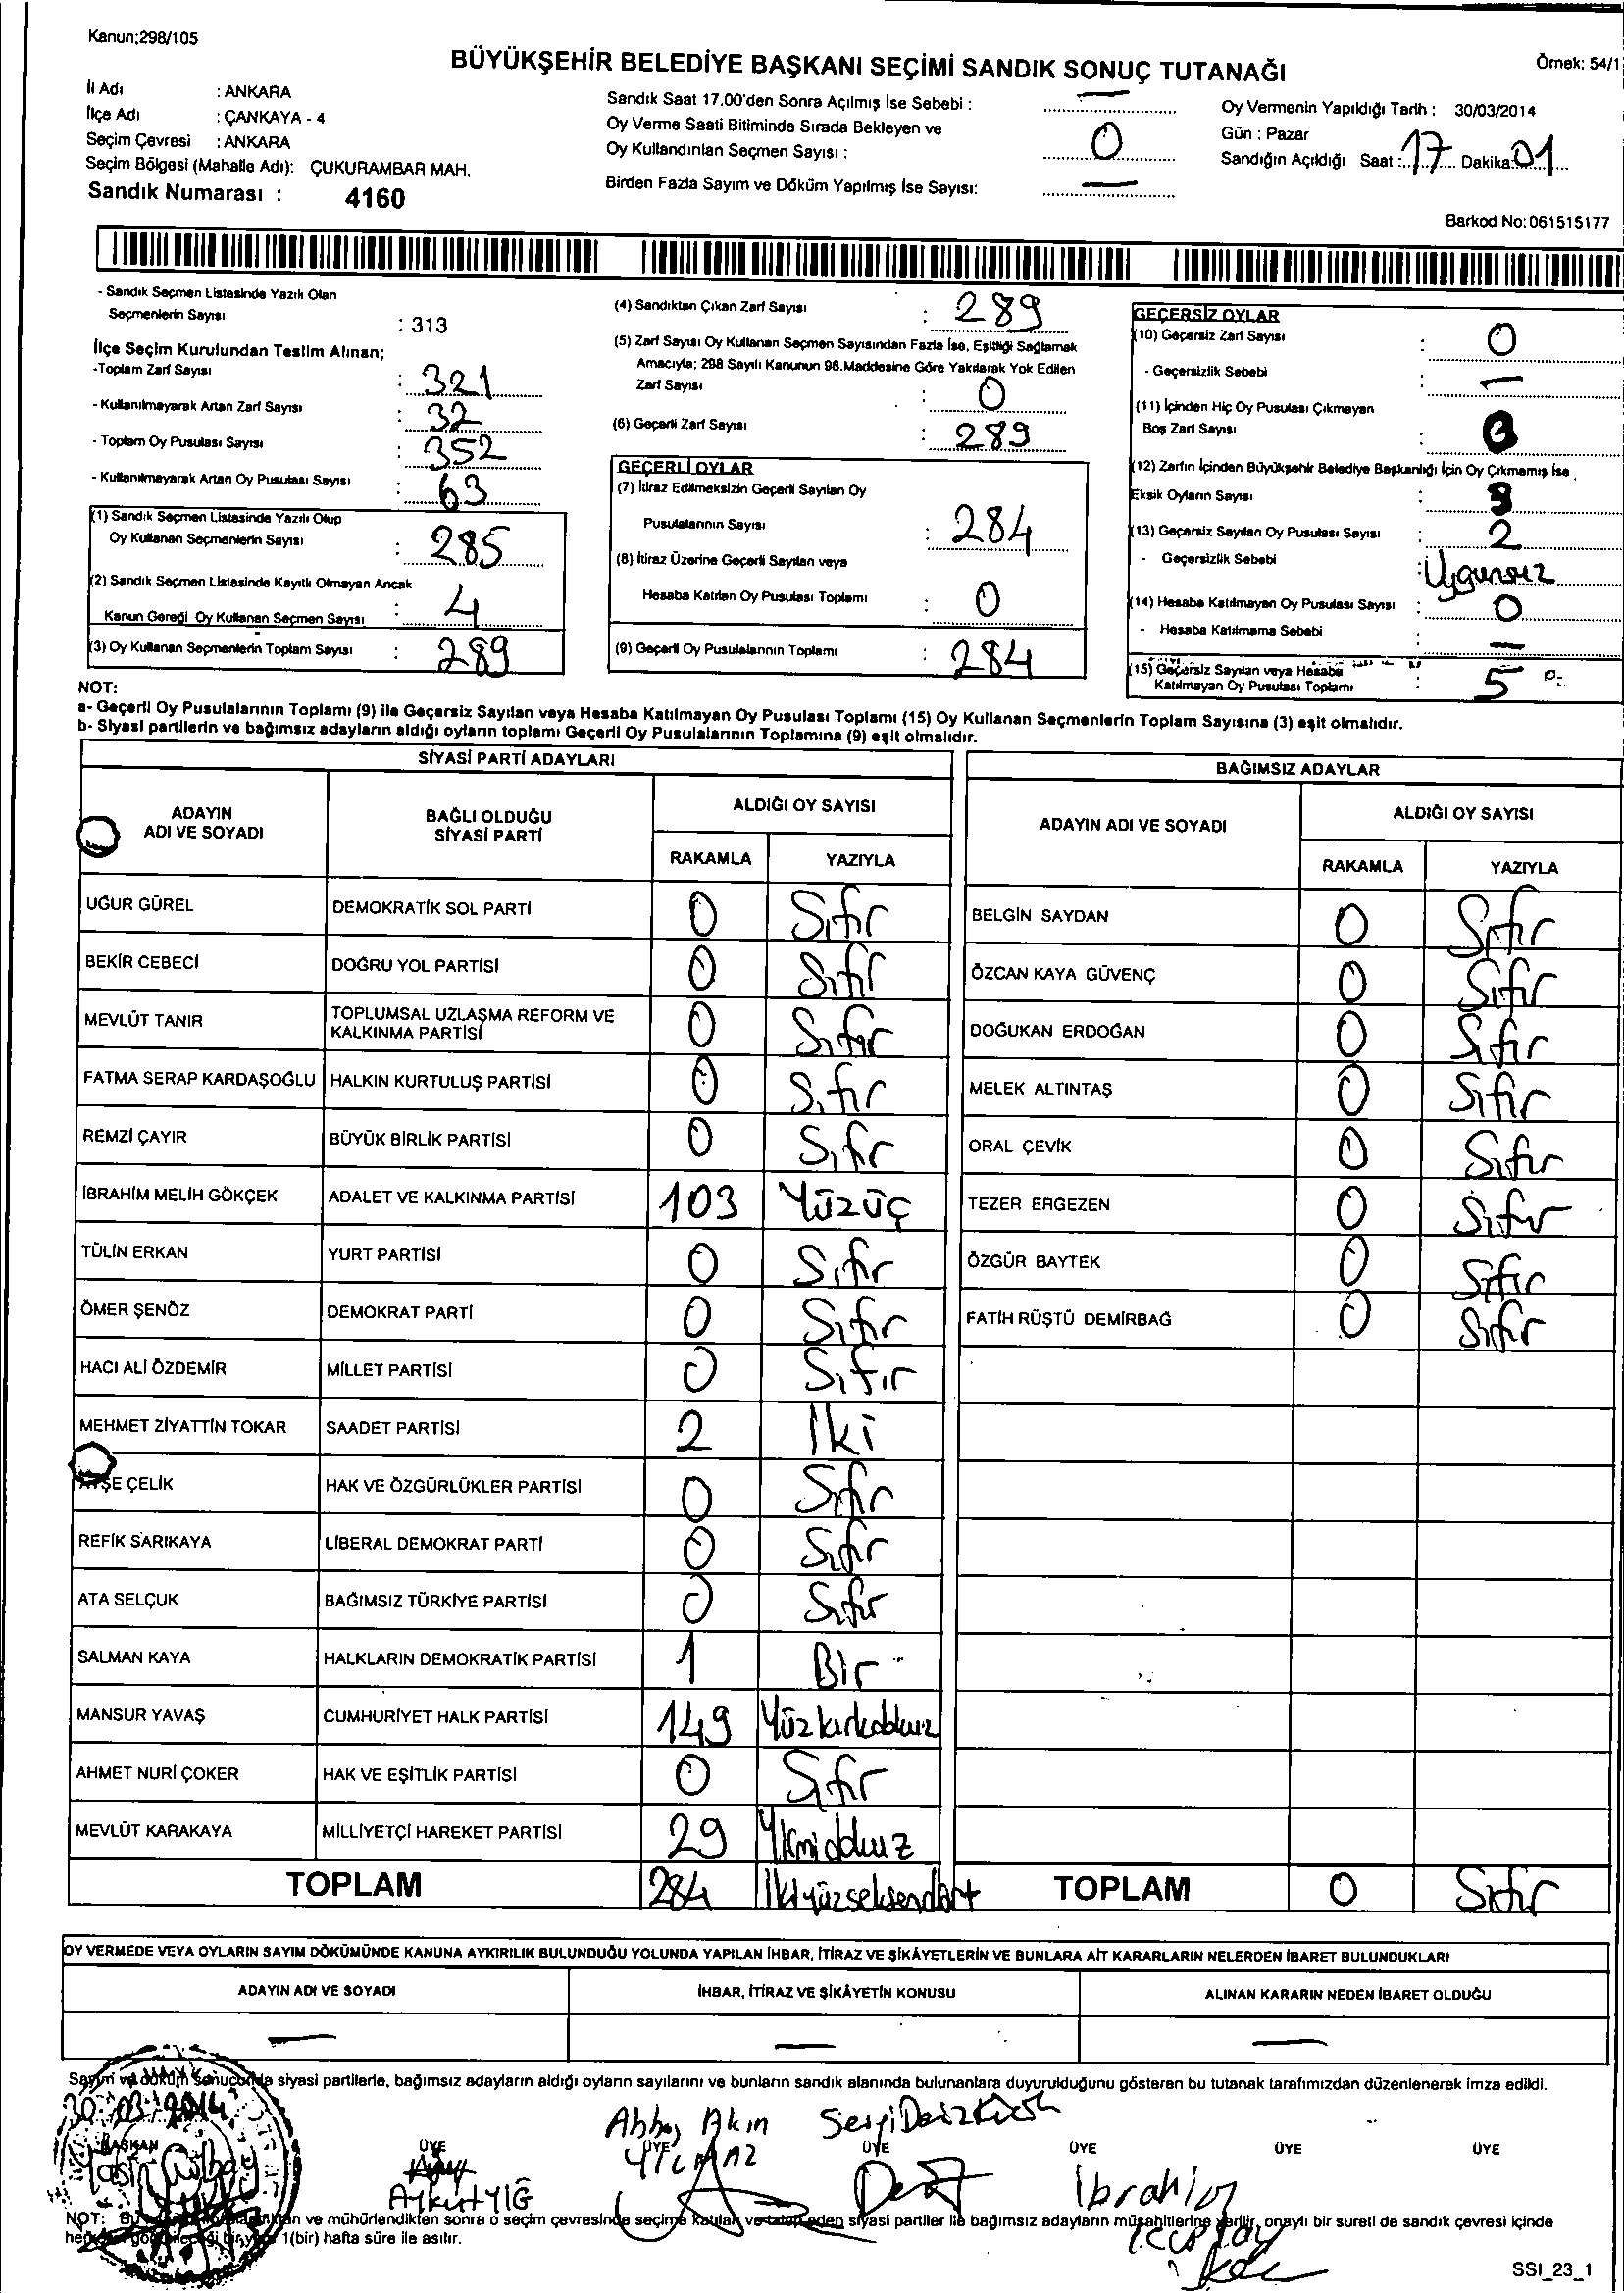 Kanun;298/105
BÜYÜKŞEHİR BELEDİYE BAŞKANI SEÇİMİ SANDIK SONUÇ TUTANAĞI
Örnek: 54/1
İl Adı : ANKARA
İlçe Adı : ÇANKAYA - 4
Seçim Çevresi : ANKARA
Seçim Bölgesi (Mahalle Adı): ÇUKURAMBAR MAH.
Sandık Numarası : 4160
Sandık Saat 17.00'den Sonra Açılmış İse Sebebi : —
Oy Verme Saati Bitiminde Sırada Bekleyen ve
Oy Kullandırılan Seçmen Sayısı : 0
Birden Fazla Sayım ve Döküm Yapılmış İse Sayısı: —
Oy Vermenin Yapıldığı Tarih : 30/03/2014
Gün : Pazar
Sandığın Açıldığı Saat : 17 Dakika: 01
Barkod No: 061515177
- Sandık Seçmen Listesinde Yazılı Olan
Seçmenlerin Sayısı : 313
İlçe Seçim Kurulundan Teslim Alınan;
-Toplam Zarf Sayısı : 321
- Kullanılmayarak Artan Zarf Sayısı : 32
- Toplam Oy Pusulası Sayısı : 352
- Kullanılmayarak Artan Oy Pusulası Sayısı : 63
(1) Sandık Seçmen Listesinde Yazılı Olup
Oy Kullanan Seçmenlerin Sayısı : 285
(2) Sandık Seçmen Listesinde Kayıtlı Olmayan Ancak
Kanun Gereği Oy Kullanan Seçmen Sayısı : 4
(3) Oy Kullanan Seçmenlerin Toplam Sayısı : 289
(4) Sandıktan Çıkan Zarf Sayısı : 289
(5) Zarf Sayısı Oy Kullanan Seçmen Sayısından Fazla İse, Eşitliği Sağlamak
Amacıyla; 298 Sayılı Kanunun 98.Maddesine Göre Yakılarak Yok Edilen
Zarf Sayısı : 0
(6) Geçerli Zarf Sayısı : 289
GEÇERLİ OYLAR
(7) İtiraz Edilmeksizin Geçerli Sayılan Oy
Pusulalarının Sayısı : 284
(8) İtiraz Üzerine Geçerli Sayılan veya
Hesaba Katılan Oy Pusulası Toplamı : 0
(9) Geçerli Oy Pusulalarının Toplamı : 284
GEÇERSİZ OYLAR
(10) Geçersiz Zarf Sayısı : 0
- Geçersizlik Sebebi : —
(11) İçinden Hiç Oy Pusulası Çıkmayan
Boş Zarf Sayısı :
(12) Zarfın İçinden Büyükşehir Belediye Başkanlığı İçin Oy Çıkmamış İse
Eksik Oyların Sayısı : 3
(13) Geçersiz Sayılan Oy Pusulası Sayısı : 2
- Geçersizlik Sebebi : Uygunsuz
(14) Hesaba Katılmayan Oy Pusulası Sayısı : 0
- Hesaba Katılmama Sebebi : —
(15) Geçersiz Sayılan veya Hesaba
Katılmayan Oy Pusulası Toplamı : 5
NOT:
a- Geçerli Oy Pusulalarının Toplamı (9) ile Geçersiz Sayılan veya Hesaba Katılmayan Oy Pusulası Toplamı (15) Oy Kullanan Seçmenlerin Toplam Sayısına (3) eşit olmalıdır.
b- Siyasi partilerin ve bağımsız adayların aldığı oyların toplamı Geçerli Oy Pusulalarının Toplamına (9) eşit olmalıdır.
SİYASİ PARTİ ADAYLARI
ADAYIN ADI VE SOYADI BAĞLI OLDUĞU SİYASİ PARTİ ALDIĞI OY SAYISI
RAKAMLA YAZIYLA
UĞUR GÜREL DEMOKRATİK SOL PARTİ 0 Sıfır
BEKİR CEBECİ DOĞRU YOL PARTİSİ 0 Sıfır
MEVLÜT TANIR TOPLUMSAL UZLAŞMA REFORM VE KALKINMA PARTİSİ 0 Sıfır
FATMA SERAP KARDAŞOĞLU HALKIN KURTULUŞ PARTİSİ 0 Sıfır
REMZİ ÇAYIR BÜYÜK BİRLİK PARTİSİ 0 Sıfır
İBRAHİM MELİH GÖKÇEK ADALET VE KALKINMA PARTİSİ 103 Yüzüç
TÜLİN ERKAN YURT PARTİSİ 0 Sıfır
ÖMER ŞENÖZ DEMOKRAT PARTİ 0 Sıfır
HACI ALİ ÖZDEMİR MİLLET PARTİSİ 0 Sıfır
MEHMET ZİYATTİN TOKAR SAADET PARTİSİ 2 İki
AYŞE ÇELİK HAK VE ÖZGÜRLÜKLER PARTİSİ 0 Sıfır
REFİK SARIKAYA LİBERAL DEMOKRAT PARTİ 0 Sıfır
ATA SELÇUK BAĞIMSIZ TÜRKİYE PARTİSİ 0 Sıfır
SALMAN KAYA HALKLARIN DEMOKRATİK PARTİSİ 1 Bir
MANSUR YAVAŞ CUMHURİYET HALK PARTİSİ 149 Yüzkırkdokuz
AHMET NURİ ÇOKER HAK VE EŞİTLİK PARTİSİ 0 Sıfır
MEVLÜT KARAKAYA MİLLİYETÇİ HAREKET PARTİSİ 29 Yirmidokuz
TOPLAM 284 İkiyüzseksendört
BAĞIMSIZ ADAYLAR
ADAYIN ADI VE SOYADI ALDIĞI OY SAYISI
RAKAMLA YAZIYLA
BELGİN SAYDAN 0 Sıfır
ÖZCAN KAYA GÜVENÇ 0 Sıfır
DOĞUKAN ERDOĞAN 0 Sıfır
MELEK ALTINTAŞ 0 Sıfır
ORAL ÇEVİK 0 Sıfır
TEZER ERGEZEN 0 Sıfır
ÖZGÜR BAYTEK 0 Sıfır
FATİH RÜŞTÜ DEMİRBAĞ 0 Sıfır
TOPLAM 0 Sıfır
OY VERMEDE VEYA OYLARIN SAYIM DÖKÜMÜNDE KANUNA AYKIRILIK BULUNDUĞU YOLUNDA YAPILAN İHBAR, İTİRAZ VE ŞİKÂYETLERİN VE BUNLARA AİT KARARLARIN NELERDEN İBARET BULUNDUKLARI
ADAYIN ADI VE SOYADI İHBAR, İTİRAZ VE ŞİKÂYETİN KONUSU ALINAN KARARIN NEDEN İBARET OLDUĞU
— — —
Sayım ve döküm sonucunda siyasi partilerle, bağımsız adayların aldığı oyların sayılarını ve bunların sandık alanında bulunanlara duyurulduğunu gösteren bu tutanak tarafımızdan düzenlenerek imza edildi.
30.03.2014
BAŞKAN ÜYE ÜYE ÜYE ÜYE ÜYE ÜYE
Aykut YİĞ
Akın YILMAZ
İbrahim
NOT: ve mühürlendikten sonra o seçim çevresinde seçime katılan ve talep eden siyasi partiler ile bağımsız adayların müşahitlerine verilir, onaylı bir sureti de sandık çevresi içinde
1(bir) hafta süre ile asılır.
SSI_23_1